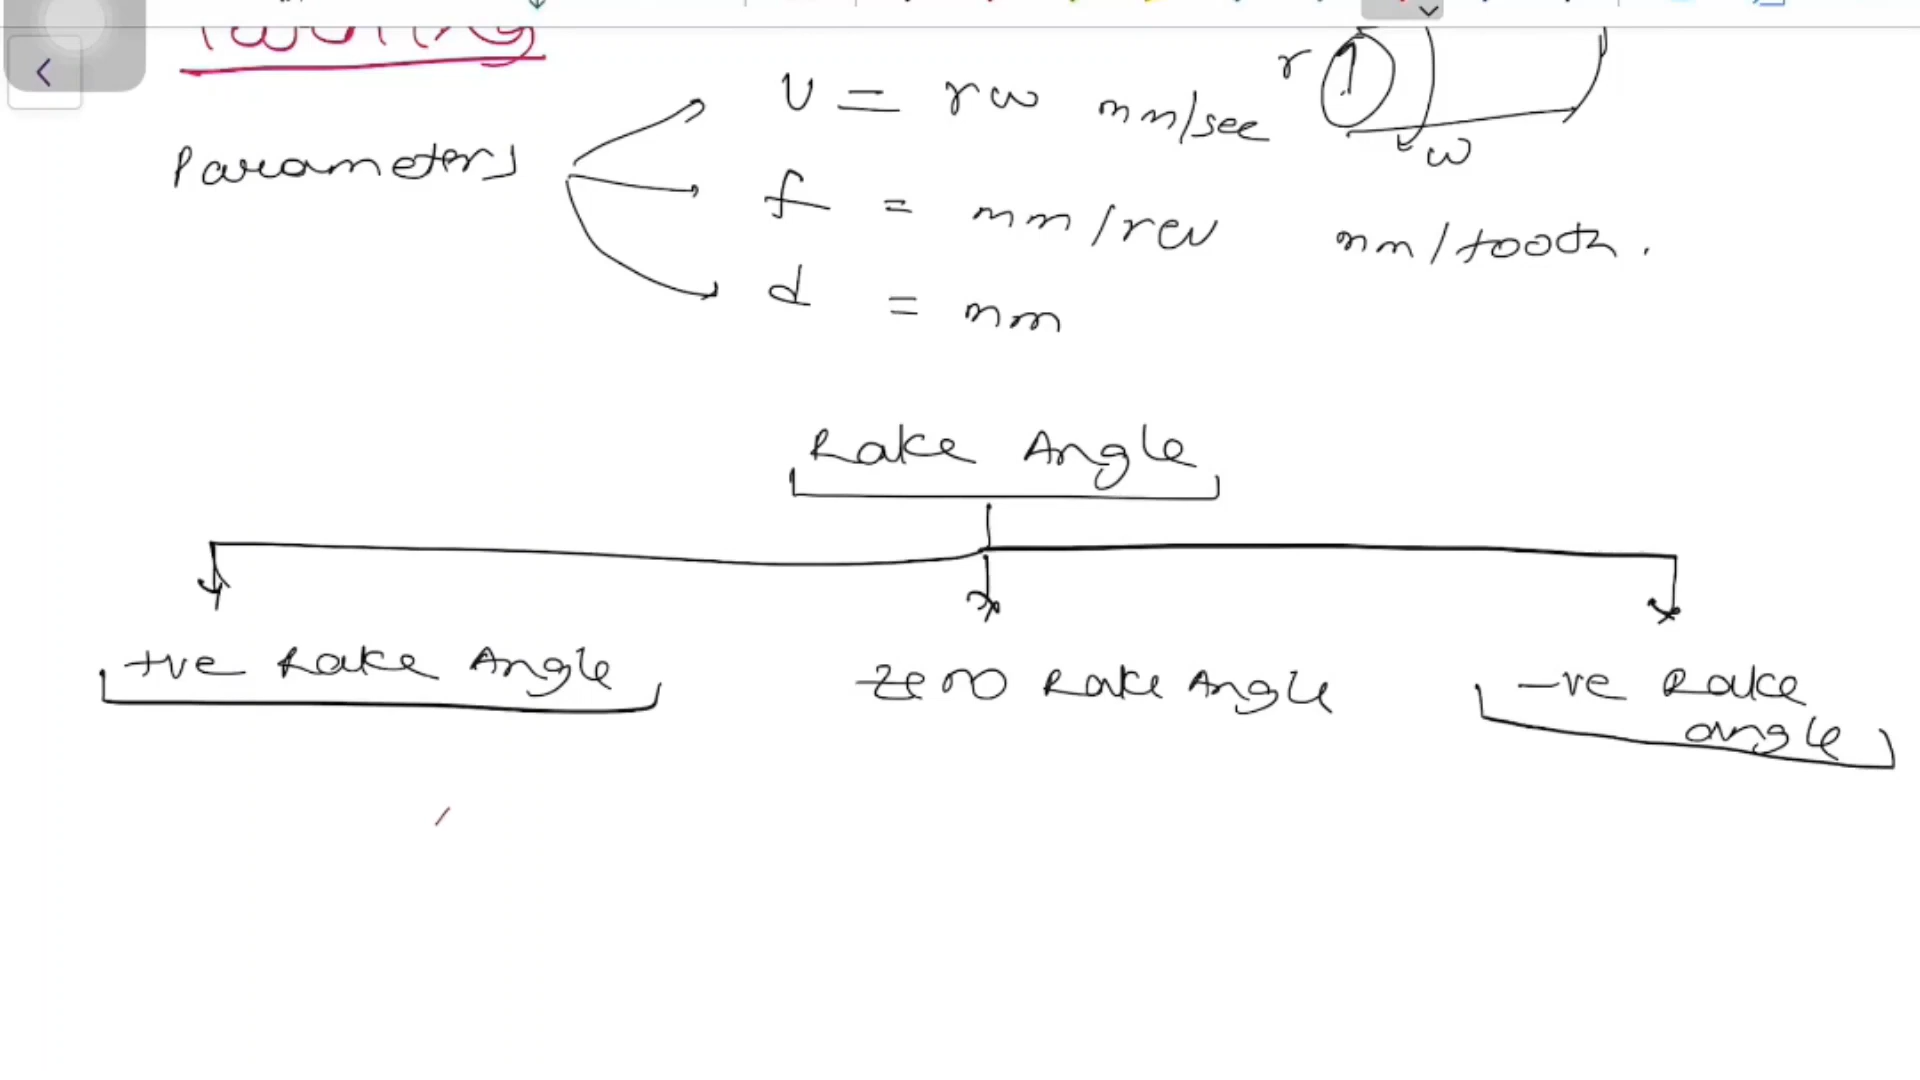 v = rω mm/sec
r
ω
Parameters
f = mm/rev mm/tooth.
d = mm
Rake Angle
+ve Rake Angle
Zero Rake Angle
-ve Rake
angle